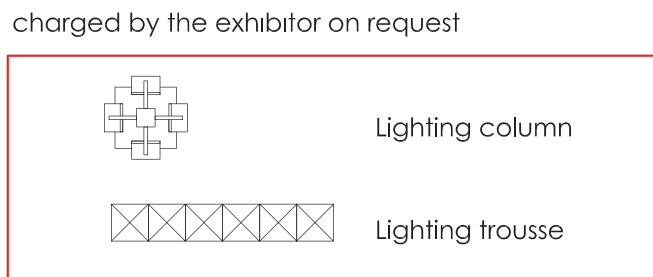 charged by the exhibitor on request
Lighting column
Lighting trousse